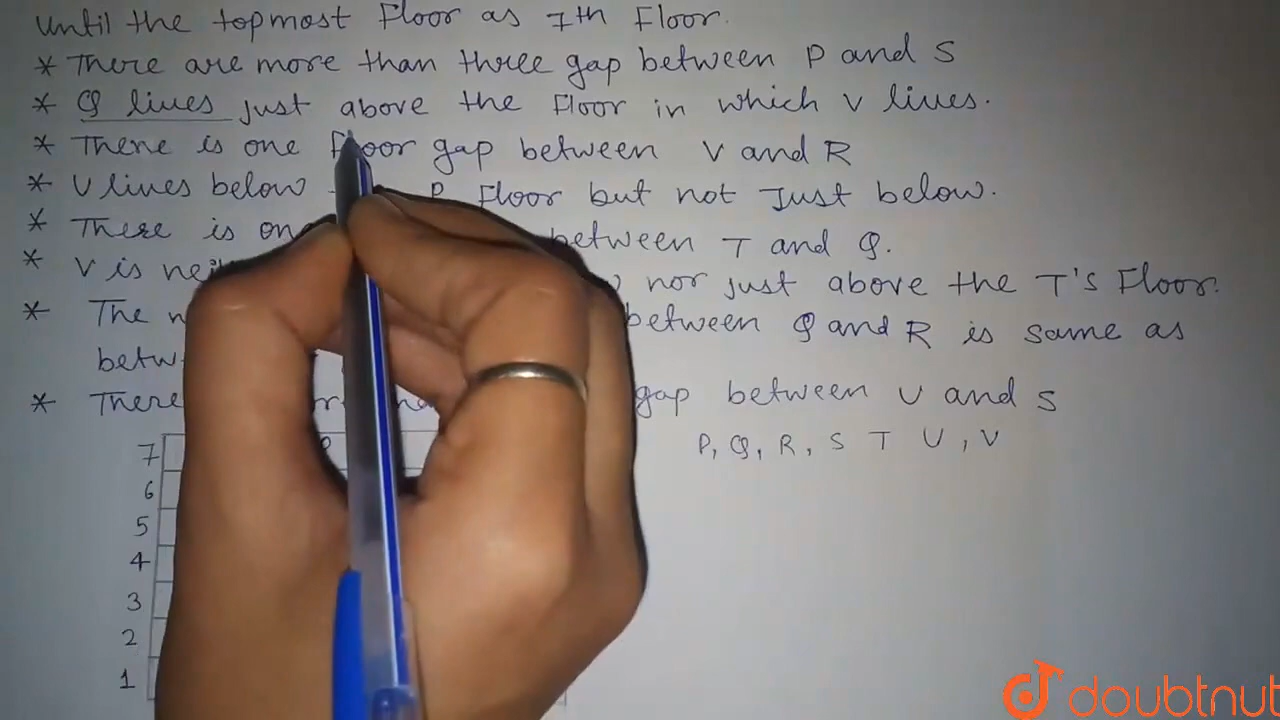 Until the topmost Floor as 7th Floor.
* There are more than three gap between P and S
* Q lives just above the Floor in which V lives.
* There is one Floor gap between V and R
* U lives below P Floor but not Just below.
* There is one between T and Q.
* V is nor just above the T's Floor.
* The between Q and R is same as
*
There gap between U and S
P, Q, R, S T U, V
7
6
5
4
3
2
1
doubtnut